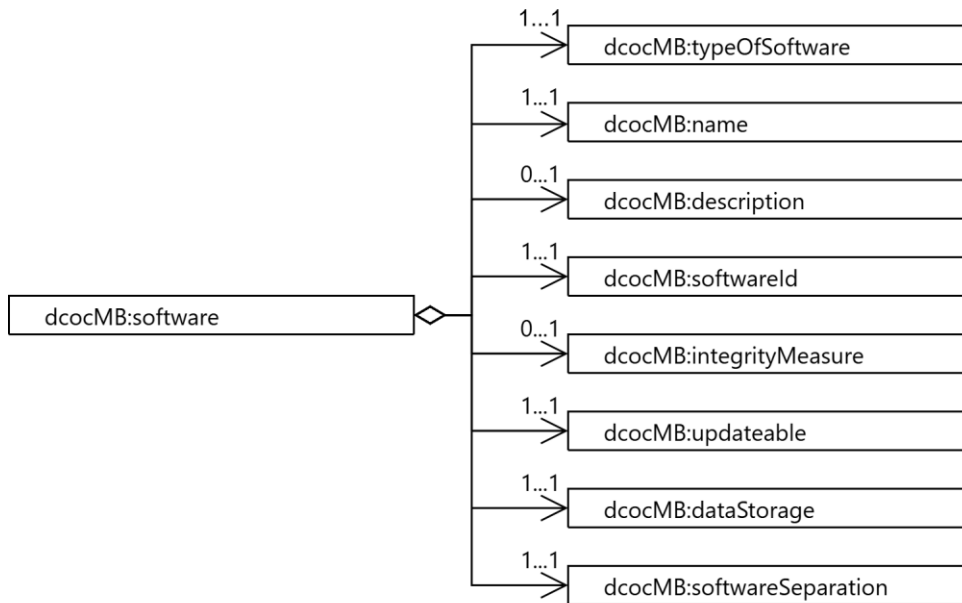 1...1
dcocMB:typeOfSoftware
1...1
dcocMB:name
0...1
dcocMB:description
1...1
dcocMB:softwareId
dcocMB:software
0...1
dcocMB:integrityMeasure
1...1
dcocMB:updateable
1...1
dcocMB:dataStorage
1...1
dcocMB:softwareSeparation